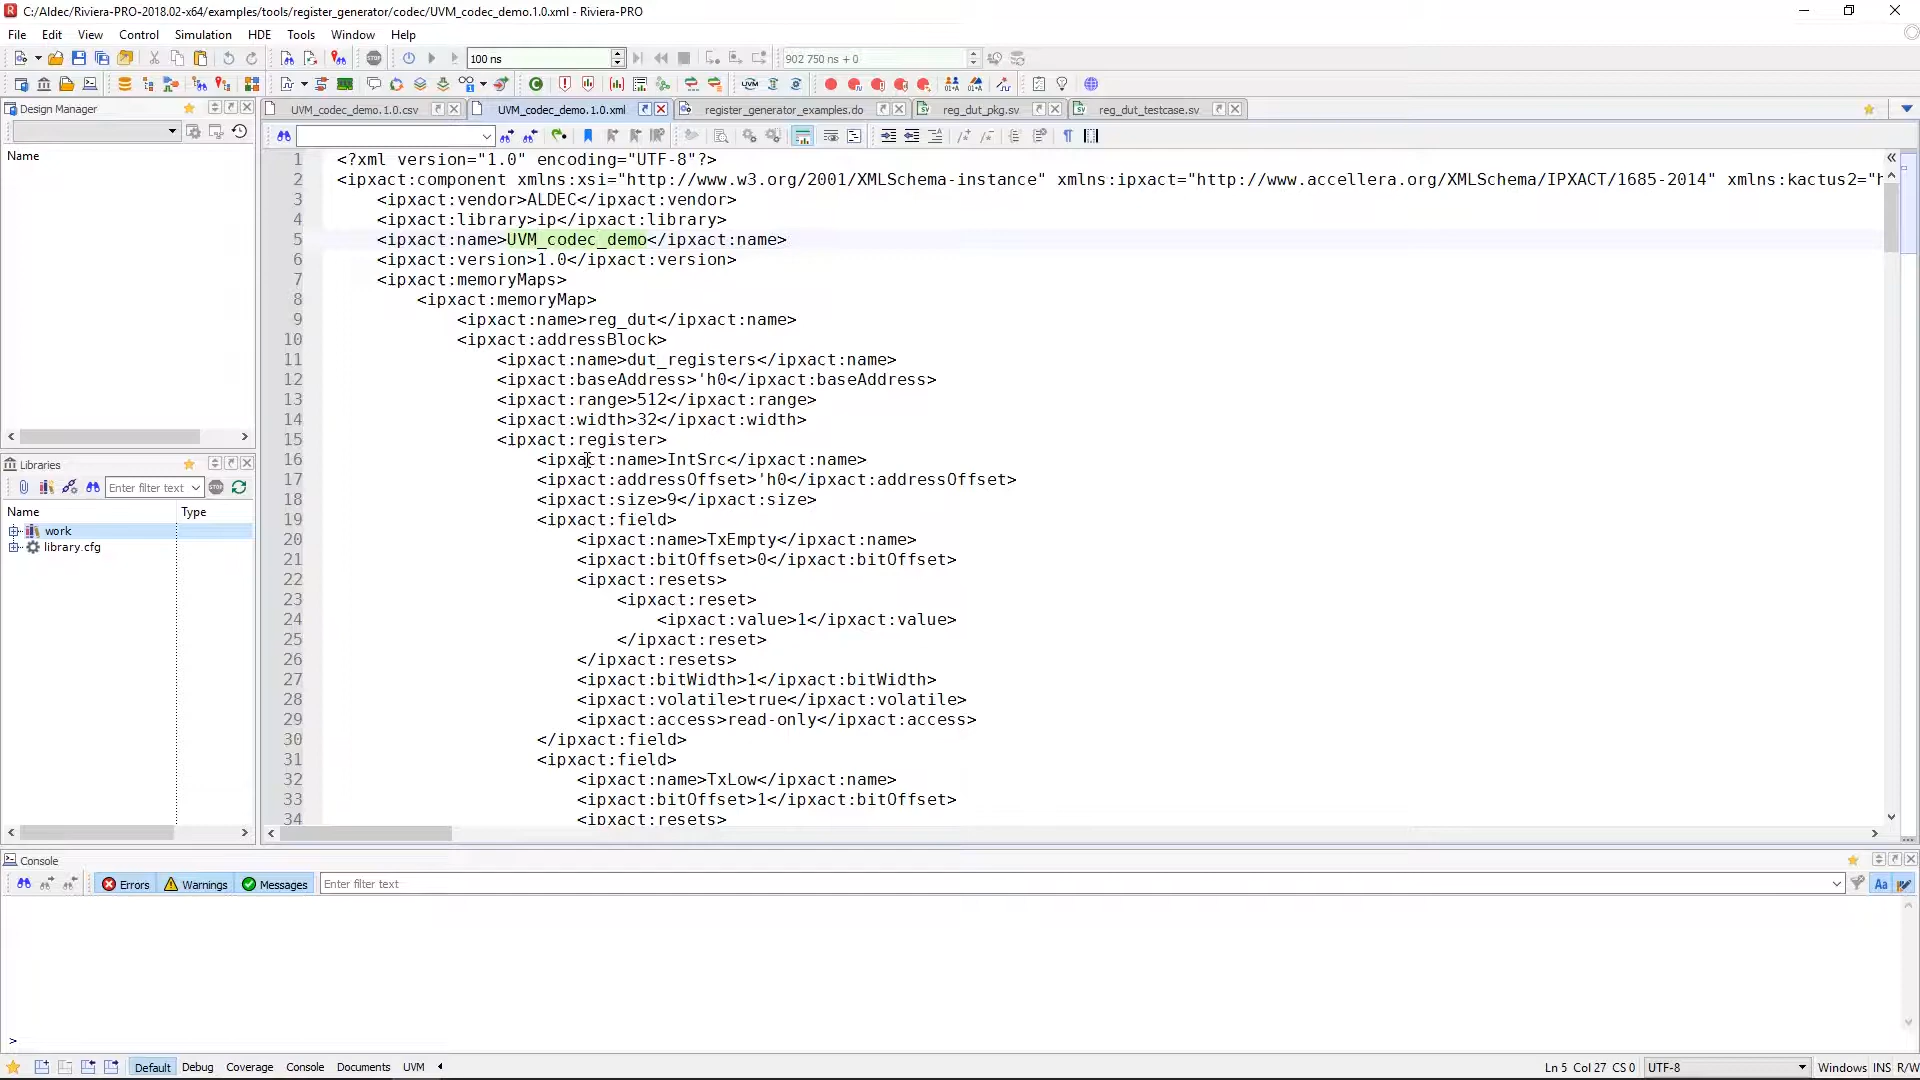 C:/Aldec/Riviera-PRO-2018.02-x64/examples/tools/register_generator/codec/UVM_codec_demo.1.0.xml - Riviera-PRO
File Edit View Control Simulation HDE Tools Window Help
100 ns
902 750 ns + 0
Design Manager
UVM_codec_demo.1.0.csv
UVM_codec_demo.1.0.xml
register_generator_examples.do
reg_dut_pkg.sv
reg_dut_testcase.sv
Name
1 <?xml version="1.0" encoding="UTF-8"?>
2 <ipxact:component xmlns:xsi="http://www.w3.org/2001/XMLSchema-instance" xmlns:ipxact="http://www.accellera.org/XMLSchema/IPXACT/1685-2014" xmlns:kactus2="h
3 <ipxact:vendor>ALDEC</ipxact:vendor>
4 <ipxact:library>ip</ipxact:library>
5 <ipxact:name>UVM_codec_demo</ipxact:name>
6 <ipxact:version>1.0</ipxact:version>
7 <ipxact:memoryMaps>
8 <ipxact:memoryMap>
9 <ipxact:name>reg_dut</ipxact:name>
10 <ipxact:addressBlock>
11 <ipxact:name>dut_registers</ipxact:name>
12 <ipxact:baseAddress>'h0</ipxact:baseAddress>
13 <ipxact:range>512</ipxact:range>
14 <ipxact:width>32</ipxact:width>
15 <ipxact:register>
16 <ipxact:name>IntSrc</ipxact:name>
17 <ipxact:addressOffset>'h0</ipxact:addressOffset>
18 <ipxact:size>9</ipxact:size>
19 <ipxact:field>
20 <ipxact:name>TxEmpty</ipxact:name>
21 <ipxact:bitOffset>0</ipxact:bitOffset>
22 <ipxact:resets>
23 <ipxact:reset>
24 <ipxact:value>1</ipxact:value>
25 </ipxact:reset>
26 </ipxact:resets>
27 <ipxact:bitWidth>1</ipxact:bitWidth>
28 <ipxact:volatile>true</ipxact:volatile>
29 <ipxact:access>read-only</ipxact:access>
30 </ipxact:field>
31 <ipxact:field>
32 <ipxact:name>TxLow</ipxact:name>
33 <ipxact:bitOffset>1</ipxact:bitOffset>
34 <ipxact:resets>
Libraries
Enter filter text
Name Type
work
library.cfg
Console
Errors Warnings Messages Enter filter text Aa
>
Default Debug Coverage Console Documents UVM
Ln 5 Col 27 CS 0 UTF-8 Windows INS R/W